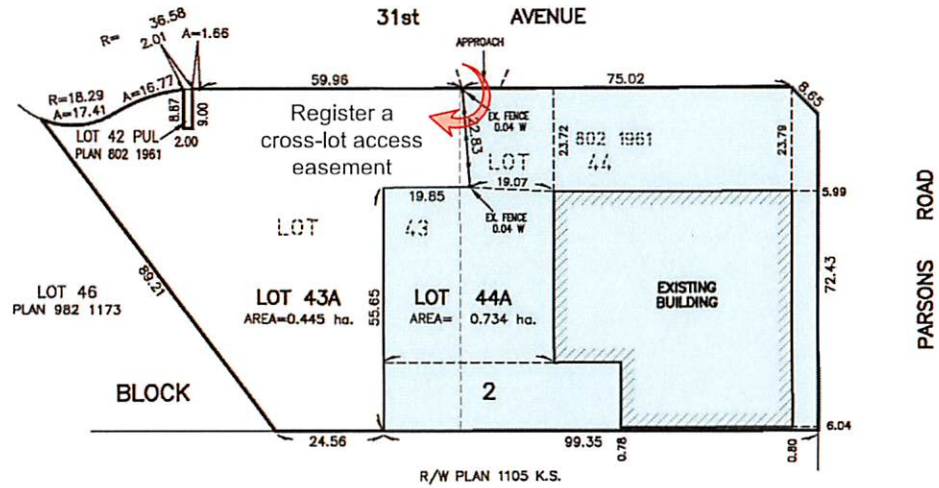 31st AVENUE
R= 36.58
2.01
A=1.66
APPROACH
59.96
75.02
8.65
R=18.29
A=17.41
A=16.77
8.87
9.00
2.00
LOT 42 PUL
PLAN 802 1961
Register a
cross-lot access
easement
EX. FENCE
0.04 W
22.83
LOT
802 1961
44
23.72
23.79
19.85
19.07
5.99
EX. FENCE
0.04 W
LOT 43
PARSONS ROAD
89.21
LOT 46
PLAN 982 1173
LOT 43A
AREA=0.445 ha.
55.65
LOT 44A
AREA= 0.734 ha.
EXISTING
BUILDING
72.43
BLOCK
2
6.04
24.56
99.35
0.78
0.80
R/W PLAN 1105 K.S.